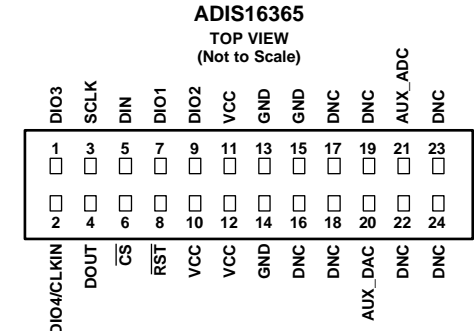 ADIS16365
TOP VIEW
(Not to Scale)
DIO3 SCLK DIN DIO1 DIO2 VCC GND GND DNC DNC AUX_ADC DNC
1 3 5 7 9 11 13 15 17 19 21 23
2 4 6 8 10 12 14 16 18 20 22 24
DIO4/CLKIN DOUT CS RST VCC VCC GND DNC DNC AUX_DAC DNC DNC